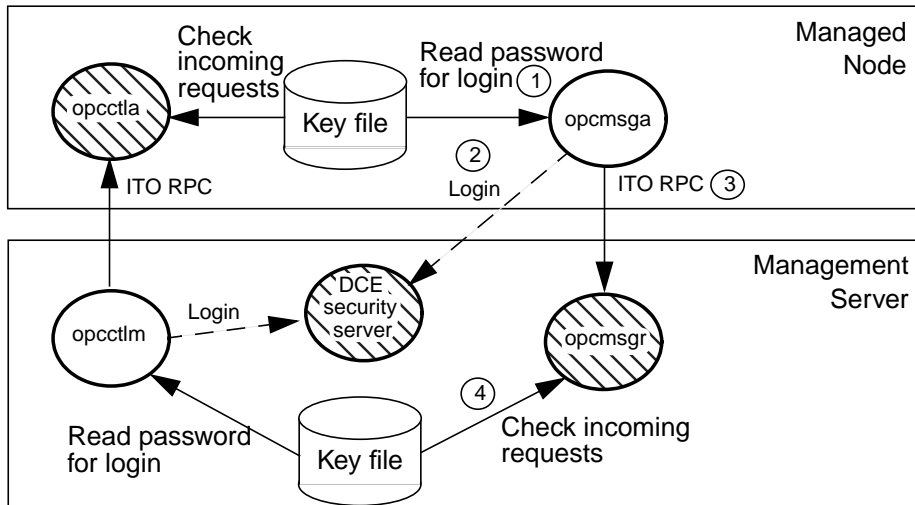 Managed
Node
Check
incoming
requests
Read password
for login 1
opcctla
Key file
opcmsga
2
Login
ITO RPC
ITO RPC 3
Management
Server
DCE
security
server
Login
opcctlm
opcmsgr
4
Read password
for login
Key file
Check incoming
requests